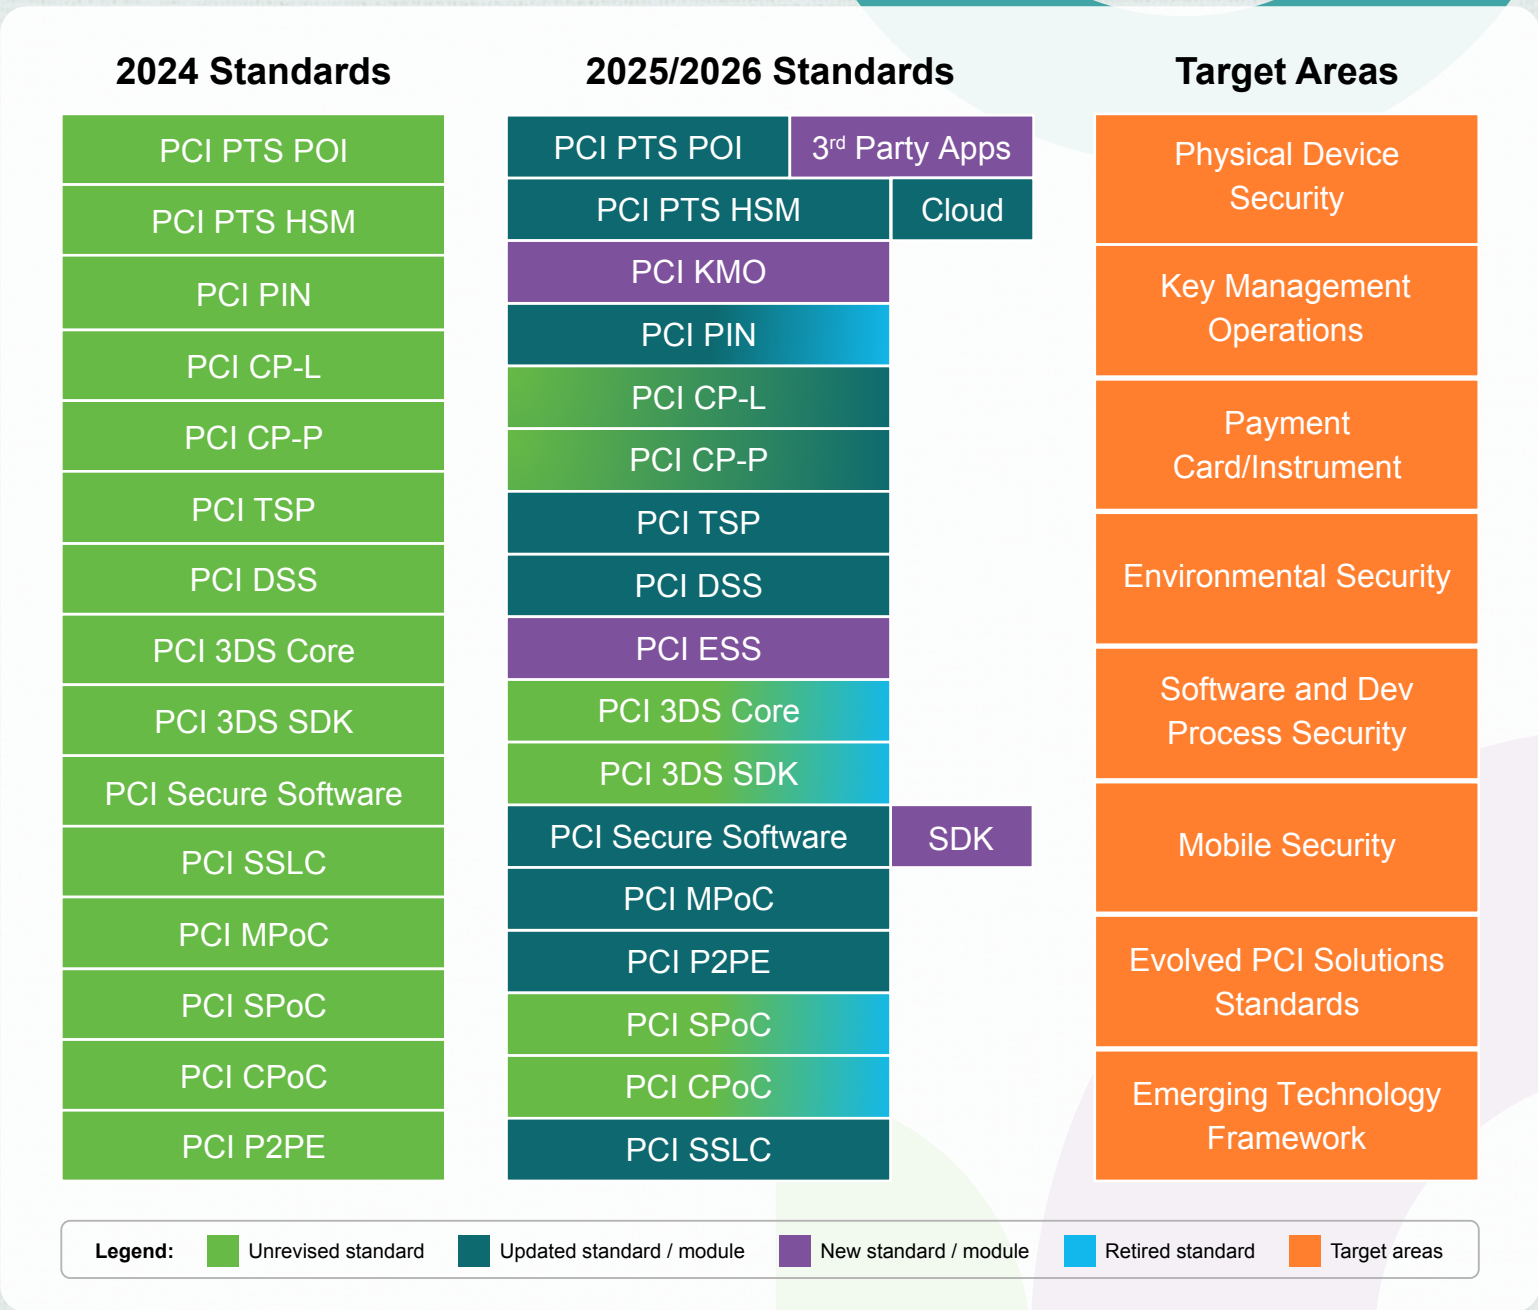 2024 Standards
PCI PTS POI
PCI PTS HSM
PCI PIN
PCI CP-L
PCI CP-P
PCI TSP
PCI DSS
PCI 3DS Core
PCI 3DS SDK
PCI Secure Software
PCI SSLC
PCI MPoC
PCI SPoC
PCI CPoC
PCI P2PE
2025/2026 Standards
PCI PTS POI
3rd Party Apps
PCI PTS HSM
Cloud
PCI KMO
PCI PIN
PCI CP-L
PCI CP-P
PCI TSP
PCI DSS
PCI ESS
PCI 3DS Core
PCI 3DS SDK
PCI Secure Software
SDK
PCI MPoC
PCI P2PE
PCI SPoC
PCI CPoC
PCI SSLC
Target Areas
Physical Device
Security
Key Management
Operations
Payment
Card/Instrument
Environmental Security
Software and Dev
Process Security
Mobile Security
Evolved PCI Solutions
Standards
Emerging Technology
Framework
Legend:
Unrevised standard
Updated standard / module
New standard / module
Retired standard
Target areas